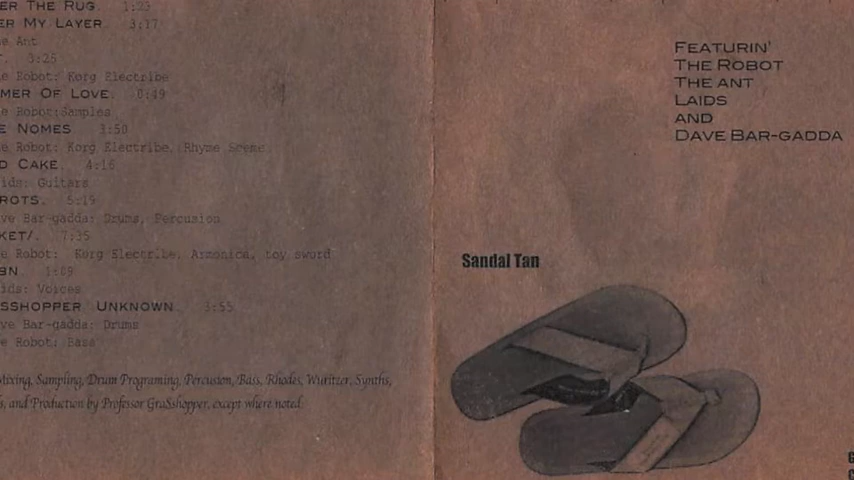 ER THE RUG. 1:23
ER MY LAYER. 3:17
e Ant
. 3:25
e Robot: Korg Electribe
MER OF LOVE. 0:49
e Robot:Samples
E NOMES 3:50
e Robot: Korg Electribe, Rhyme Sceme
D CAKE. 4:16
ids: Guitars
ROTS. 5:19
ve Bar-gadda: Drums, Percusion
KET/. 7:35
e Robot: Korg Electribe, Armonica, toy sword
BN. 1:09
ids: Voices
SSHOPPER UNKNOWN. 3:55
ve Bar-gadda: Drums
e Robot: Bass
Mixing, Sampling, Drum Programing, Percusion, Bass, Rhodes, Wuritzer, Synths,
s, and Production by Professor GraSshopper, except where noted.
FEATURIN'
THE ROBOT
THE ANT
LAIDS
AND
DAVE BAR-GADDA
Sandal Tan